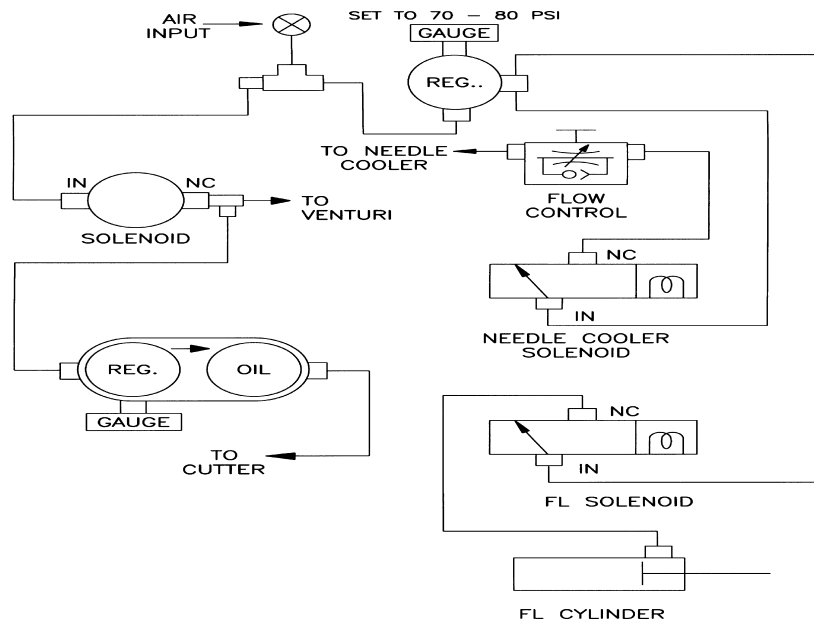 AIR
INPUT
SET TO 70 – 80 PSI
GAUGE
REG..
TO NEEDLE
COOLER
FLOW
CONTROL
IN
NC
TO
VENTURI
SOLENOID
NC
IN
NEEDLE COOLER
SOLENOID
REG.
OIL
GAUGE
TO
CUTTER
NC
IN
FL SOLENOID
FL CYLINDER